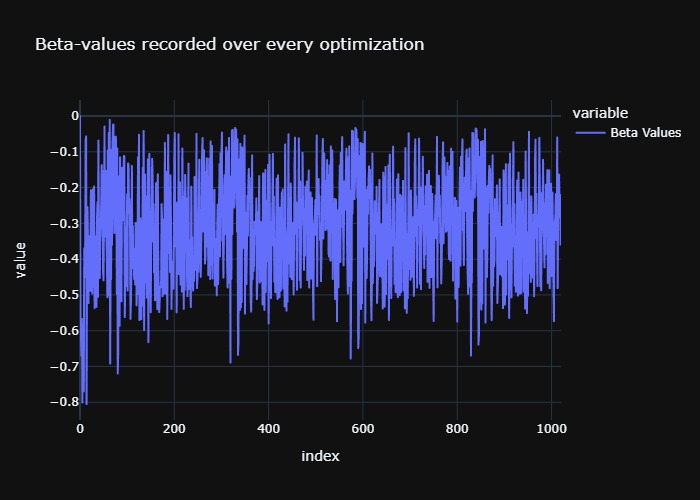 Beta-values recorded over every optimization
variable
Beta Values
0
−0.1
−0.2
−0.3
−0.4
−0.5
−0.6
−0.7
−0.8
value
0 200 400 600 800 1000
index